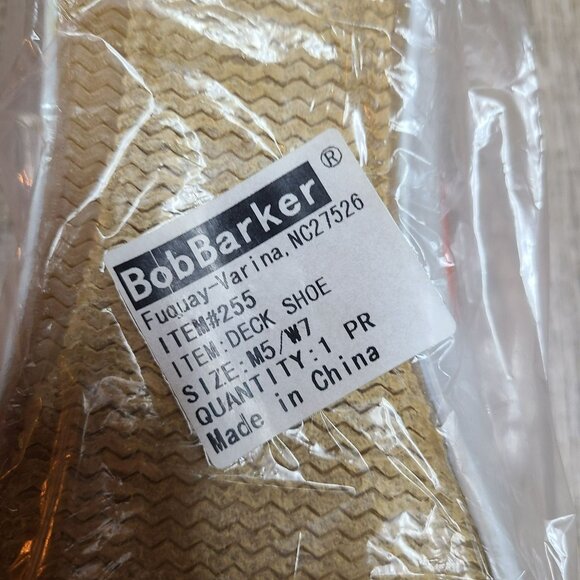 BobBarker ®
Fuquay-Varina, NC27526
ITEM#255
ITEM:DECK SHOE
SIZE:M5/W7
QUANTITY:1 PR
Made in China